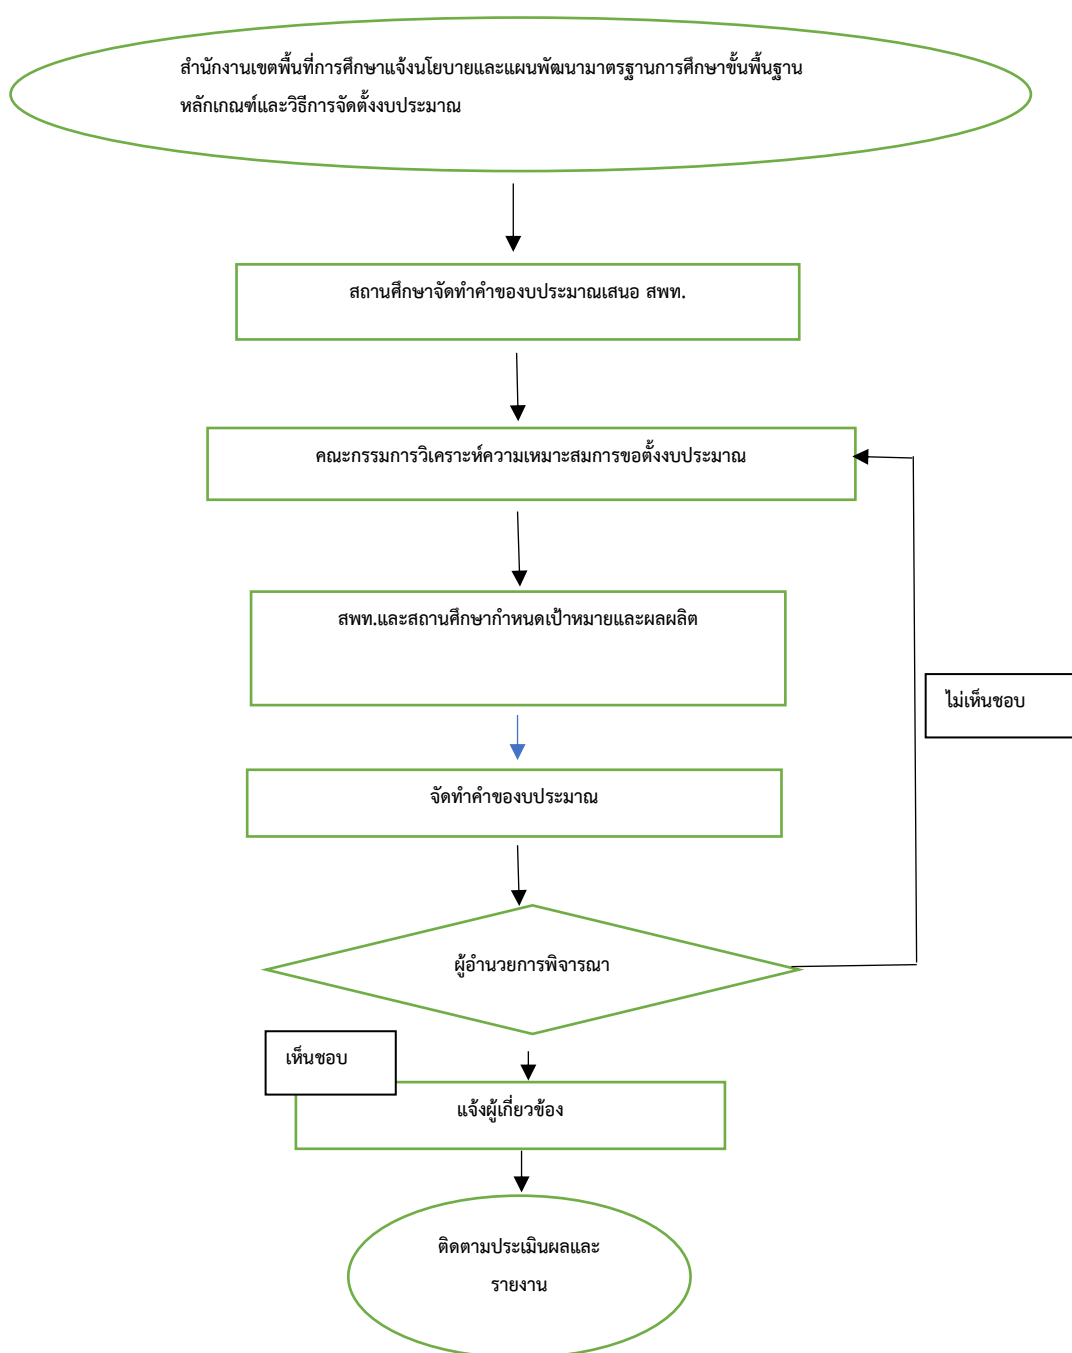 สำนักงานเขตพื้นที่การศึกษาแจ้งนโยบายและแผนพัฒนามาตรฐานการศึกษาขั้นพื้นฐาน
หลักเกณฑ์และวิธีการจัดตั้งงบประมาณ
สถานศึกษาจัดทำคำของบประมาณเสนอ สพท.
คณะกรรมการวิเคราะห์ความเหมาะสมการขอตั้งงบประมาณ
สพท.และสถานศึกษากำหนดเป้าหมายและผลผลิต
ไม่เห็นชอบ
จัดทำคำของบประมาณ
ผู้อำนวยการพิจารณา
เห็นชอบ
แจ้งผู้เกี่ยวข้อง
ติดตามประเมินผลและ
รายงาน